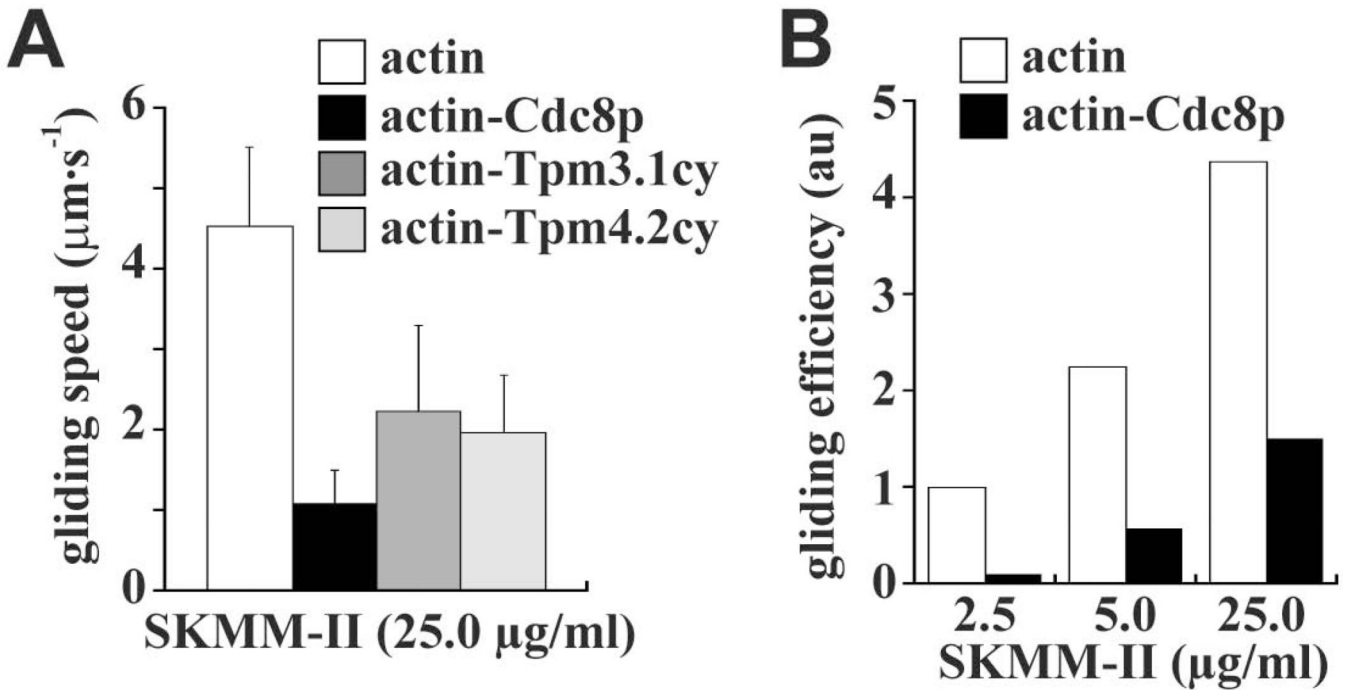 A
actin
actin-Cdc8p
actin-Tpm3.1cy
actin-Tpm4.2cy
gliding speed (μm·s⁻¹)
6
4
2
0
SKMM-II (25.0 μg/ml)
B
actin
actin-Cdc8p
gliding efficiency (au)
5
4
3
2
1
0
2.5 5.0 25.0
SKMM-II (μg/ml)